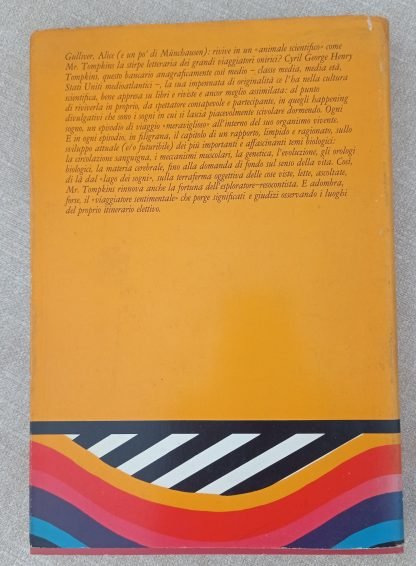 Gulliver, Alice (e un po' di Münchausen): rivive in un «animale scientifico» come
Mr. Tompkins la stirpe letteraria dei grandi viaggiatori onirici? Cyril George Henry
Tompkins, questo bancario anagraficamente così medio – classe media, media età,
Stati Uniti medioatlantici –, la sua impennata di originalità ce l'ha nella cultura
scientifica, bene appresa su libri e riviste e ancor meglio assimilata: al punto
di riviverla in proprio, da spettatore consapevole e partecipante, in quegli happening
divulgativi che sono i sogni in cui si lascia piacevolmente scivolare dormendo. Ogni
sogno, un episodio di viaggio «meraviglioso» all'interno del suo organismo vivente.
E in ogni episodio, in filigrana, il capitolo di un rapporto, limpido e ragionato, sullo
sviluppo attuale (e/o futuribile) dei più importanti e affascinanti temi biologici:
la circolazione sanguigna, i meccanismi muscolari, la genetica, l'evoluzione, gli orologi
biologici, la materia cerebrale, fino alla domanda di fondo sul senso della vita. Così,
di là dal «lago dei sogni», sulla terraferma oggettiva delle cose viste, lette, ascoltate,
Mr. Tompkins rinnova anche la fortuna dell'esploratore-resocontista. E adombra,
forse, il «viaggiatore sentimentale» che porge significati e giudizi osservando i luoghi
del proprio itinerario elettivo.